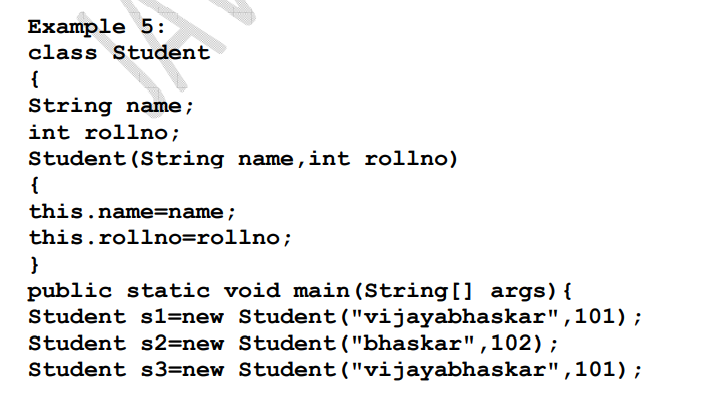 Example 5:
class Student
{
String name;
int rollno;
Student(String name,int rollno)
{
this.name=name;
this.rollno=rollno;
}
public static void main(String[] args){
Student s1=new Student("vijayabhaskar",101);
Student s2=new Student("bhaskar",102);
Student s3=new Student("vijayabhaskar",101);